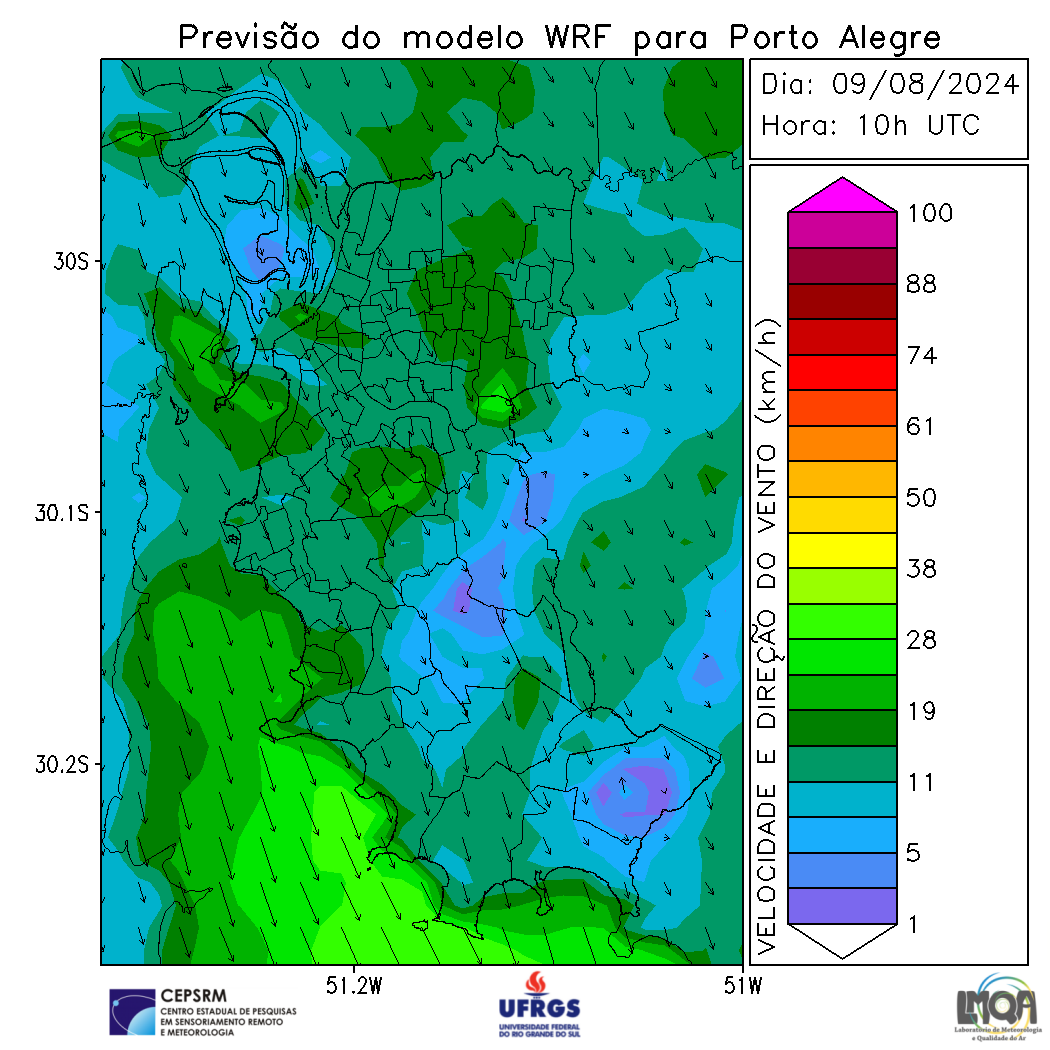 Previsão do modelo WRF para Porto Alegre
Dia: 09/08/2024
Hora: 10h UTC
30S
30.1S
30.2S
51.2W
51W
VELOCIDADE E DIREÇÃO DO VENTO (km/h)
100
88
74
61
50
38
28
19
11
5
1
CEPSRM
CENTRO ESTADUAL DE PESQUISAS
EM SENSORIAMENTO REMOTO
E METEOROLOGIA
UFRGS
UNIVERSIDADE FEDERAL
DO RIO GRANDE DO SUL
LMQA
Laboratório de Meteorologia
e Qualidade do Ar